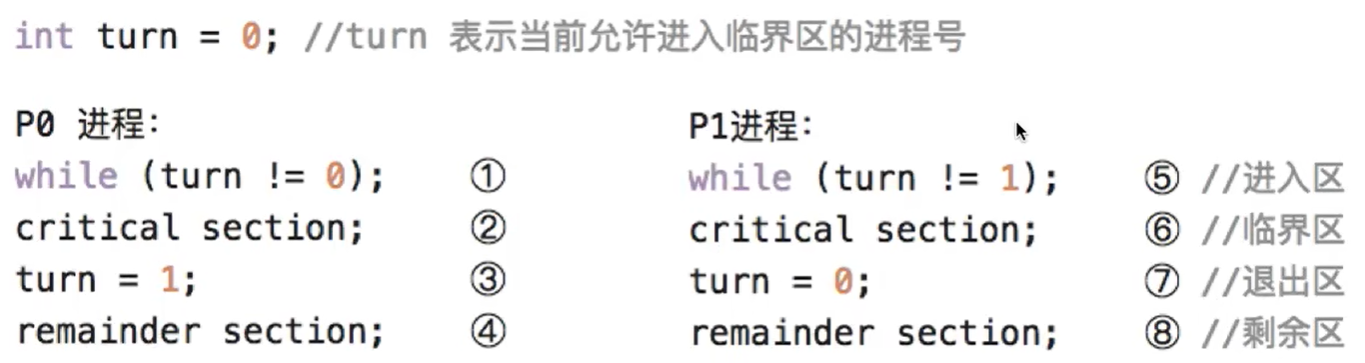 int turn = 0; //turn 表示当前允许进入临界区的进程号
P0 进程:
while (turn != 0); ①
critical section; ②
turn = 1; ③
remainder section; ④
P1进程:
while (turn != 1); ⑤ //进入区
critical section; ⑥ //临界区
turn = 0; ⑦ //退出区
remainder section; ⑧ //剩余区